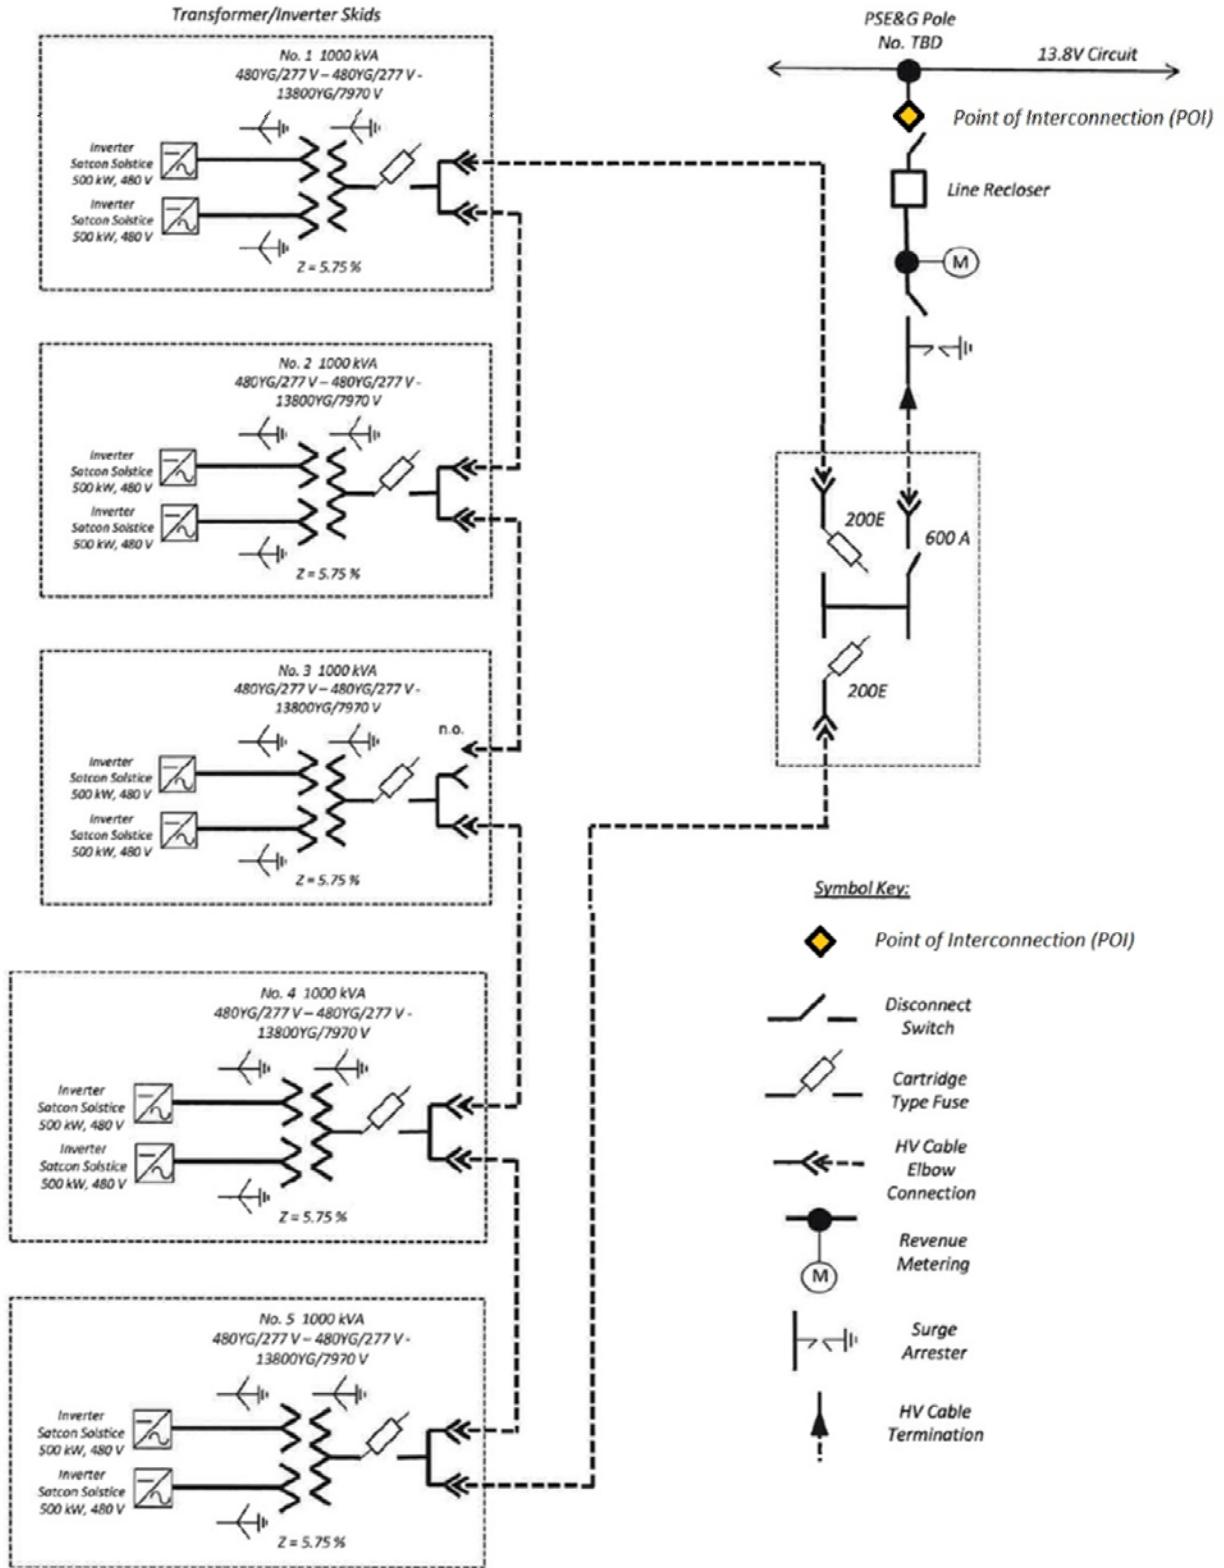 Transformer/Inverter Skids
No. 1 1000 kVA
480YG/277 V – 480YG/277 V -
13800YG/7970 V
Inverter
Satcon Solstice
500 kW, 480 V
Inverter
Satcon Solstice
500 kW, 480 V
Z = 5.75 %
No. 2 1000 kVA
480YG/277 V – 480YG/277 V -
13800YG/7970 V
Inverter
Satcon Solstice
500 kW, 480 V
Inverter
Satcon Solstice
500 kW, 480 V
Z = 5.75 %
No. 3 1000 kVA
480YG/277 V – 480YG/277 V -
13800YG/7970 V
n.o.
Inverter
Satcon Solstice
500 kW, 480 V
Inverter
Satcon Solstice
500 kW, 480 V
Z = 5.75 %
No. 4 1000 kVA
480YG/277 V – 480YG/277 V -
13800YG/7970 V
Inverter
Satcon Solstice
500 kW, 480 V
Inverter
Satcon Solstice
500 kW, 480 V
Z = 5.75 %
No. 5 1000 kVA
480YG/277 V – 480YG/277 V -
13800YG/7970 V
Inverter
Satcon Solstice
500 kW, 480 V
Inverter
Satcon Solstice
500 kW, 480 V
Z = 5.75 %
PSE&G Pole
No. TBD
13.8V Circuit
Point of Interconnection (POI)
Line Recloser
M
200E
600 A
200E
Symbol Key:
Point of Interconnection (POI)
Disconnect
Switch
Cartridge
Type Fuse
HV Cable
Elbow
Connection
Revenue
Metering
M
Surge
Arrester
HV Cable
Termination